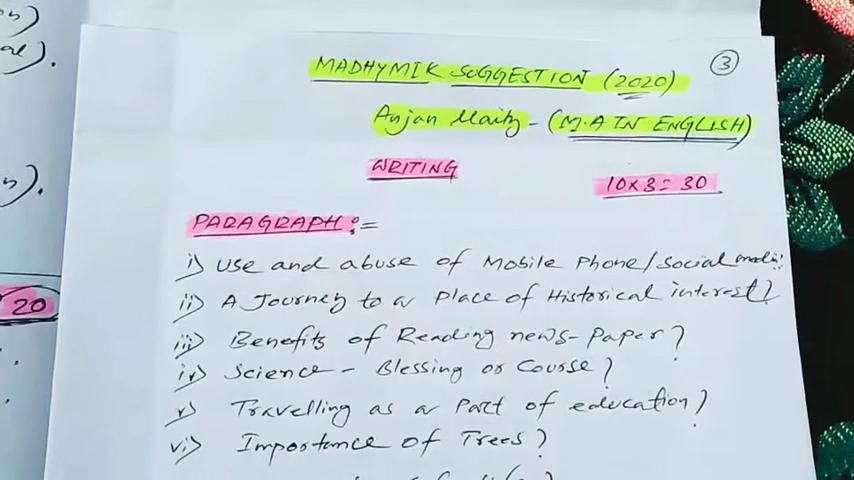 3
MADHYMIK SUGGESTION (2020)
Anjan Maity - (M.A IN ENGLISH)
WRITING
10x3=30
PARAGRAPH :=
i) Use and abuse of Mobile Phone/Social media?
ii) A Journey to a Place of Historical interest?
iii) Benefits of Reading news-Paper?
iv) Science - Blessing or Course?
v) Travelling as a Part of education?
vi) Importance of Trees?
20